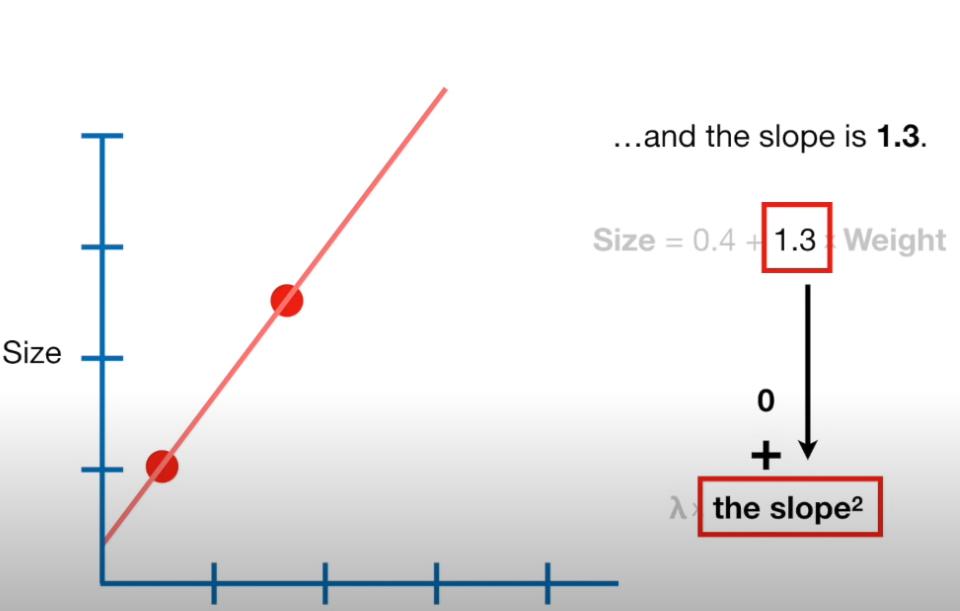 …and the slope is 1.3.
Size = 0.4 + 1.3 × Weight
Size
0
+
λ × the slope²